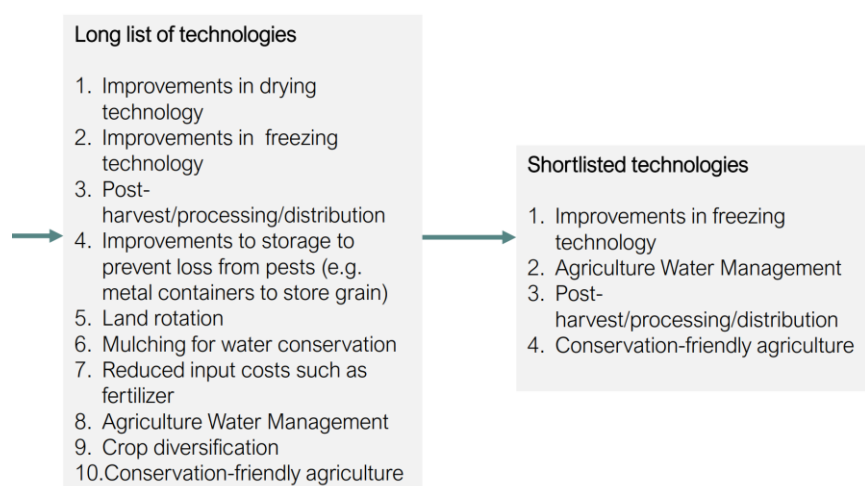 Long list of technologies
1. Improvements in drying
technology
2. Improvements in freezing
technology
3. Post-
harvest/processing/distribution
4. Improvements to storage to
prevent loss from pests (e.g.
metal containers to store grain)
5. Land rotation
6. Mulching for water conservation
7. Reduced input costs such as
fertilizer
8. Agriculture Water Management
9. Crop diversification
10.Conservation-friendly agriculture
Shortlisted technologies
1. Improvements in freezing
technology
2. Agriculture Water Management
3. Post-
harvest/processing/distribution
4. Conservation-friendly agriculture